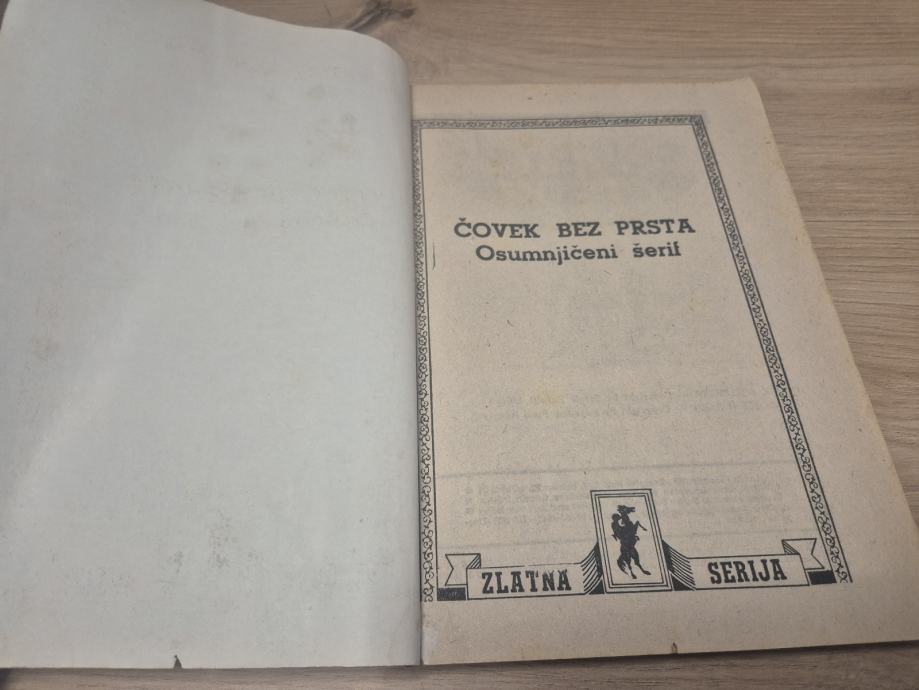 ČOVEK BEZ PRSTA
Osumnjičeni šerif
ZLATNA SERIJA